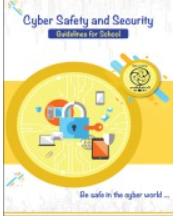 Cyber Safety and Security
Guidelines for School
Be safe in the cyber world ...